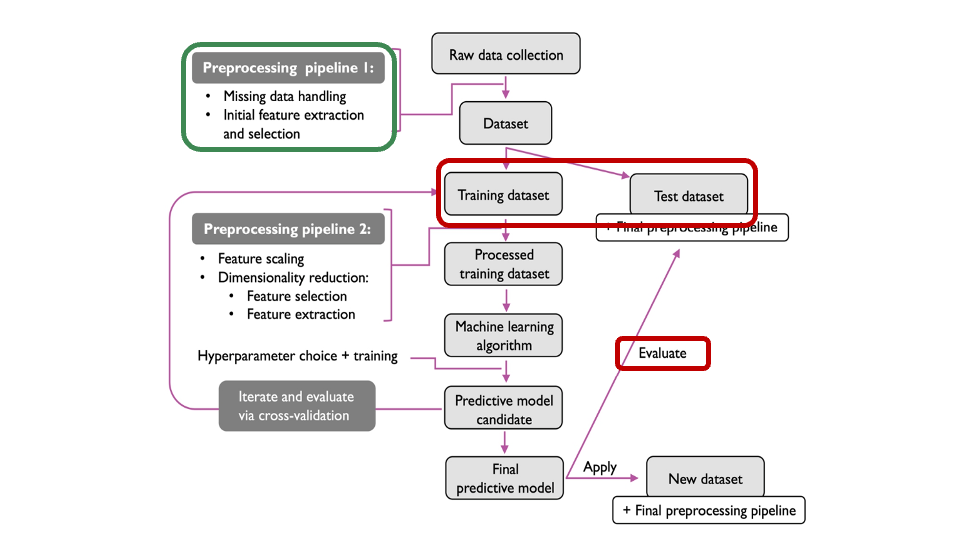 Raw data collection
Preprocessing pipeline 1:
• Missing data handling
• Initial feature extraction
and selection
Dataset
Training dataset
Test dataset
+ Final preprocessing pipeline
Preprocessing pipeline 2:
• Feature scaling
• Dimensionality reduction:
• Feature selection
• Feature extraction
Processed
training dataset
Machine learning
algorithm
Evaluate
Hyperparameter choice + training
Iterate and evaluate
via cross-validation
Predictive model
candidate
Final
predictive model
Apply
New dataset
+ Final preprocessing pipeline